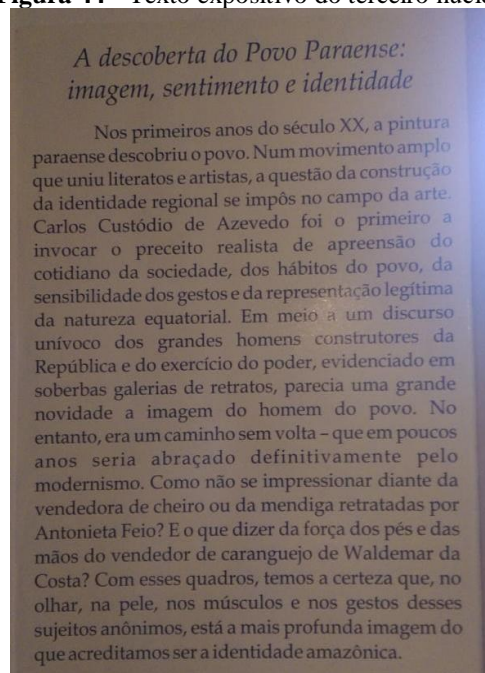 A descoberta do Povo Paraense:
imagem, sentimento e identidade
Nos primeiros anos do século XX, a pintura
paraense descobriu o povo. Num movimento amplo
que uniu literatos e artistas, a questão da construção
da identidade regional se impôs no campo da arte.
Carlos Custódio de Azevedo foi o primeiro a
invocar o preceito realista de apreensão do
cotidiano da sociedade, dos hábitos do povo, da
sensibilidade dos gestos e da representação legítima
da natureza equatorial. Em meio a um discurso
unívoco dos grandes homens construtores da
República e do exercício do poder, evidenciado em
soberbas galerias de retratos, parecia uma grande
novidade a imagem do homem do povo. No
entanto, era um caminho sem volta – que em poucos
anos seria abraçado definitivamente pelo
modernismo. Como não se impressionar diante da
vendedora de cheiro ou da mendiga retratadas por
Antonieta Feio? E o que dizer da força dos pés e das
mãos do vendedor de caranguejo de Waldemar da
Costa? Com esses quadros, temos a certeza que, no
olhar, na pele, nos músculos e nos gestos desses
sujeitos anônimos, está a mais profunda imagem do
que acreditamos ser a identidade amazônica.